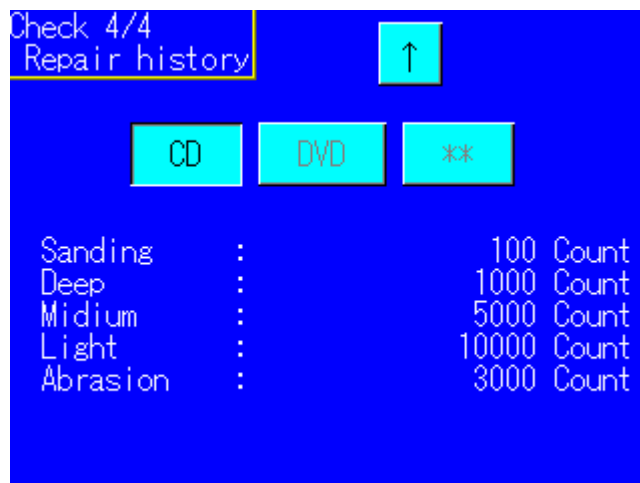 Check 4/4
Repair history
↑
CD DVD **
Sanding : 100 Count
Deep : 1000 Count
Midium : 5000 Count
Light : 10000 Count
Abrasion : 3000 Count